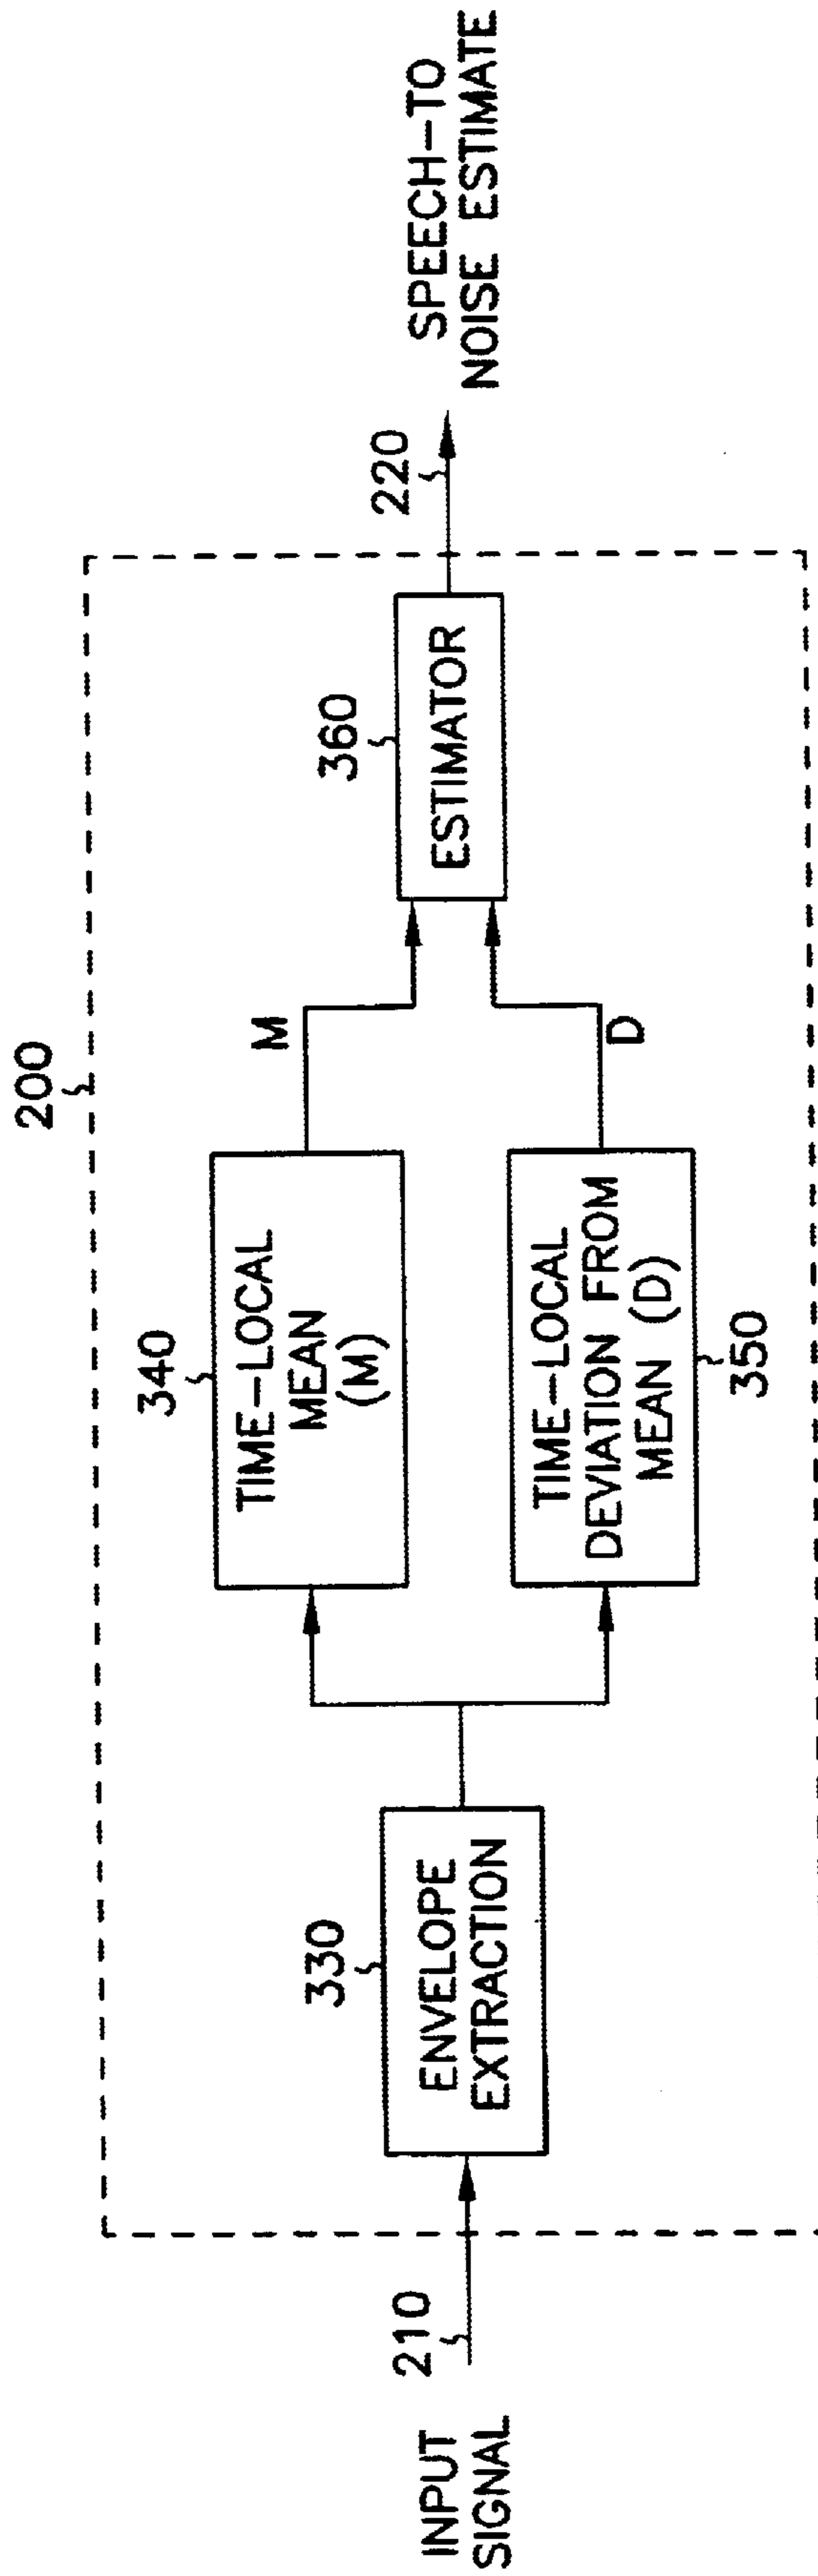 200
INPUT
SIGNAL
210
330
ENVELOPE
EXTRACTION
340
TIME-LOCAL
MEAN
(M)
M
TIME-LOCAL
DEVIATION FROM
MEAN (D)
350
D
360
ESTIMATOR
220
SPEECH-TO
NOISE ESTIMATE